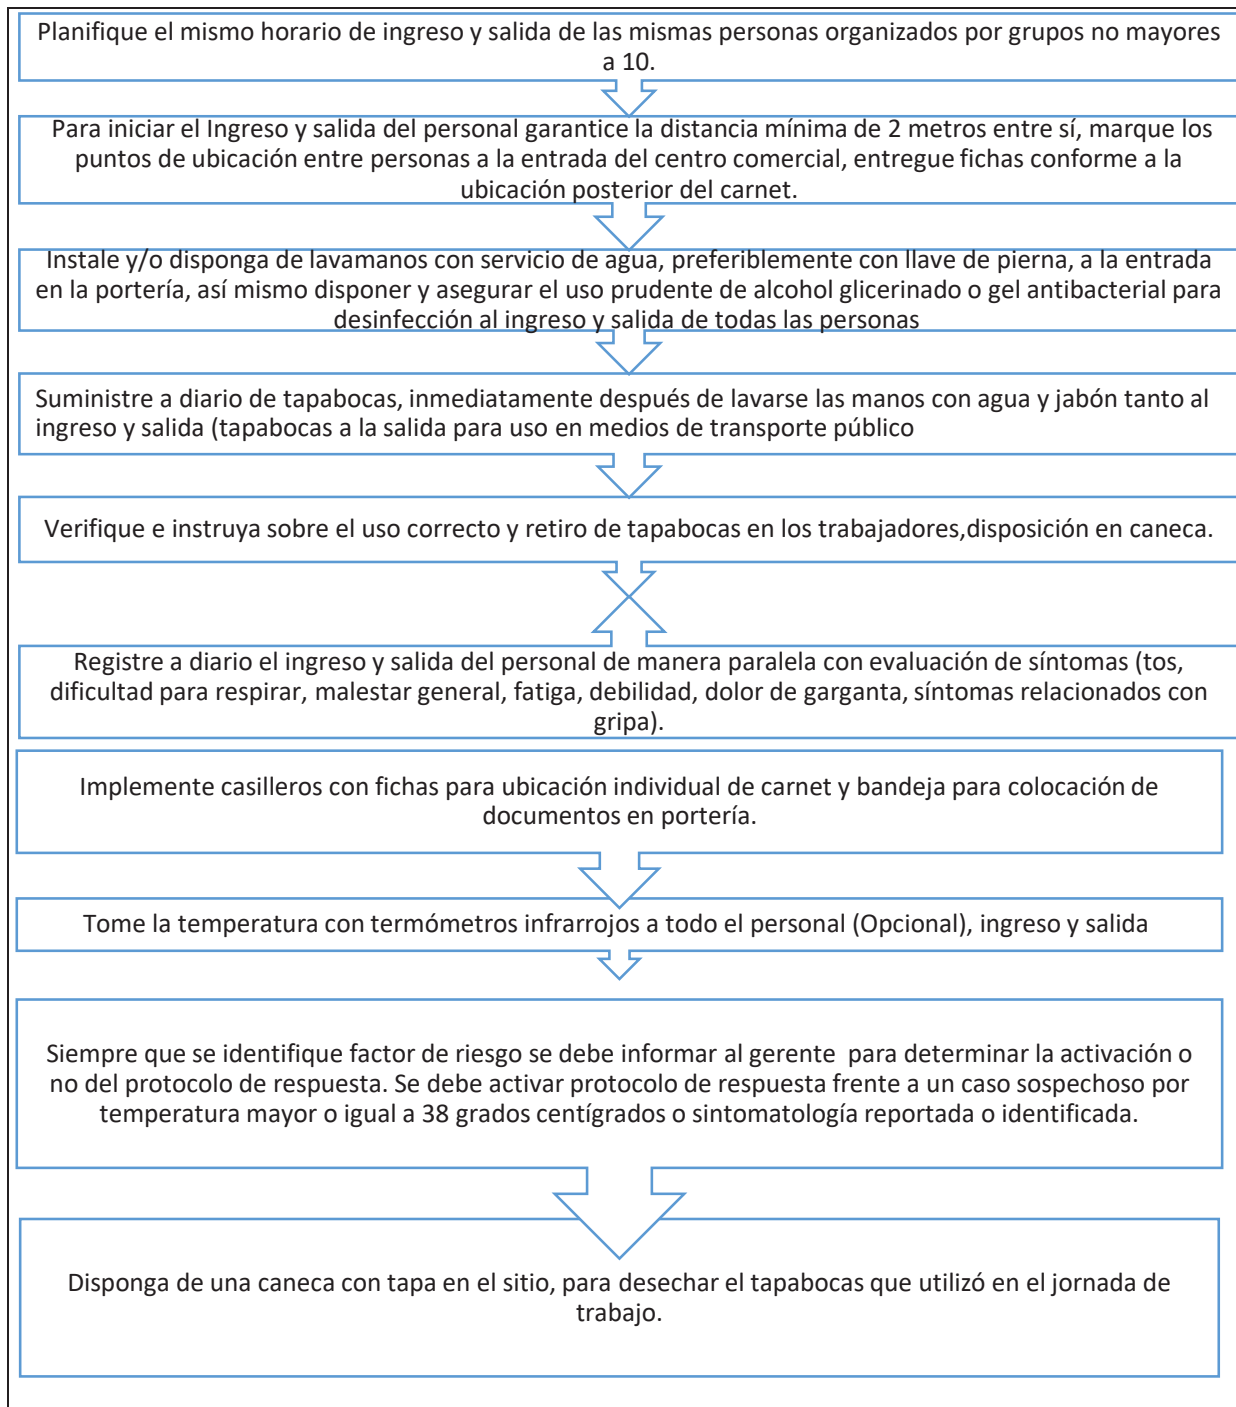 Planifique el mismo horario de ingreso y salida de las mismas personas organizados por grupos no mayores
a 10.
Para iniciar el Ingreso y salida del personal garantice la distancia mínima de 2 metros entre sí, marque los
puntos de ubicación entre personas a la entrada del centro comercial, entregue fichas conforme a la
ubicación posterior del carnet.
Instale y/o disponga de lavamanos con servicio de agua, preferiblemente con llave de pierna, a la entrada
en la portería, así mismo disponer y asegurar el uso prudente de alcohol glicerinado o gel antibacterial para
desinfección al ingreso y salida de todas las personas
Suministre a diario de tapabocas, inmediatamente después de lavarse las manos con agua y jabón tanto al
ingreso y salida (tapabocas a la salida para uso en medios de transporte público
Verifique e instruya sobre el uso correcto y retiro de tapabocas en los trabajadores,disposición en caneca.
Registre a diario el ingreso y salida del personal de manera paralela con evaluación de síntomas (tos,
dificultad para respirar, malestar general, fatiga, debilidad, dolor de garganta, síntomas relacionados con
gripa).
Implemente casilleros con fichas para ubicación individual de carnet y bandeja para colocación de
documentos en portería.
Tome la temperatura con termómetros infrarrojos a todo el personal (Opcional), ingreso y salida
Siempre que se identifique factor de riesgo se debe informar al gerente  para determinar la activación o
no del protocolo de respuesta. Se debe activar protocolo de respuesta frente a un caso sospechoso por
temperatura mayor o igual a 38 grados centígrados o sintomatología reportada o identificada.
Disponga de una caneca con tapa en el sitio, para desechar el tapabocas que utilizó en el jornada de
trabajo.